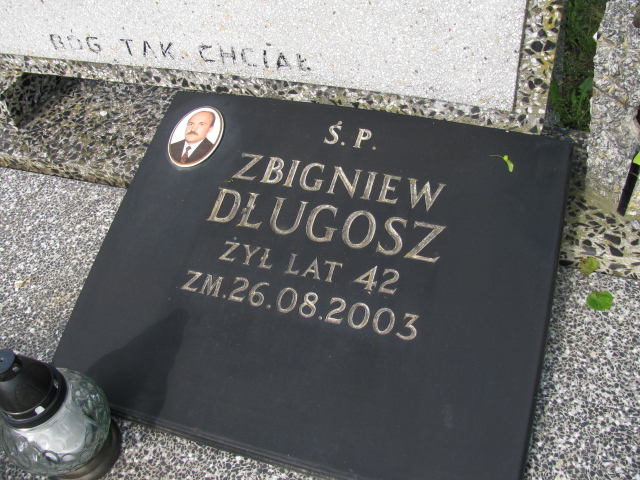 BÓG TAK CHCIAŁ
Ś.P.
ZBIGNIEW
DŁUGOSZ
ŻYŁ LAT 42
ZM.26.08.2003